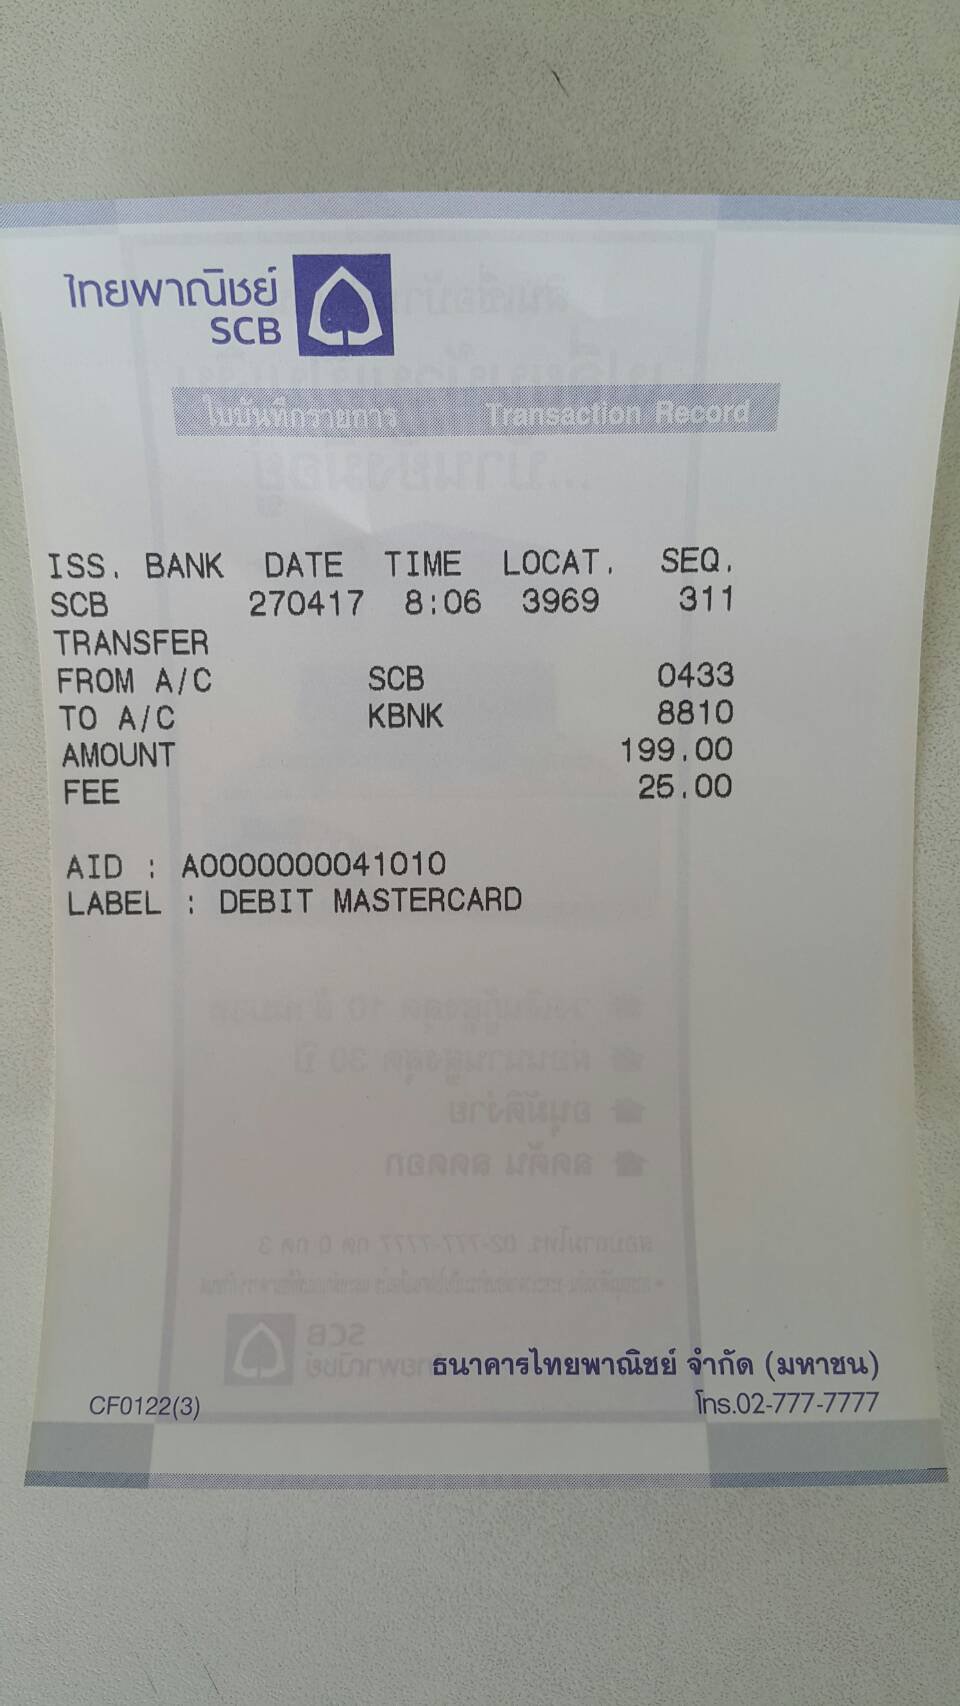 ไทยพาณิชย์
SCB
ใบบันทึกรายการ Transaction Record
ISS. BANK DATE TIME LOCAT. SEQ.
SCB 270417 8:06 3969 311
TRANSFER
FROM A/C SCB 0433
TO A/C KBNK 8810
AMOUNT 199.00
FEE 25.00
AID : A0000000041010
LABEL : DEBIT MASTERCARD
ธนาคารไทยพาณิชย์ จำกัด (มหาชน)
CF0122(3) โทร.02-777-7777